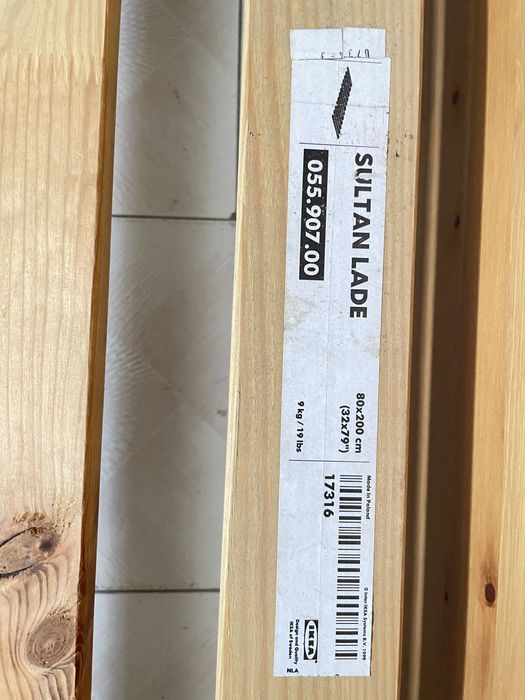 SULTAN LADE
055.907.00
80x200 cm
(32x79")
9 kg / 19 lbs
Made in Poland
17316
© Inter IKEA Systems B.V. 1999
IKEA
Design and Quality
IKEA of Sweden
NLA